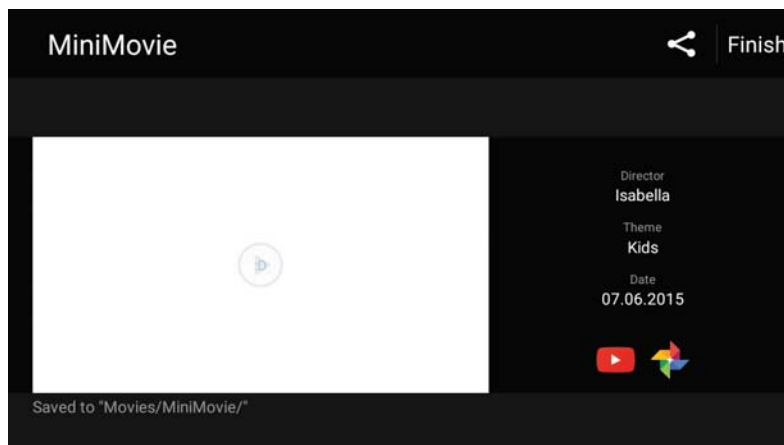 MiniMovie
Finish
Director
Isabella
Theme
Kids
Date
07.06.2015
Saved to "Movies/MiniMovie/"